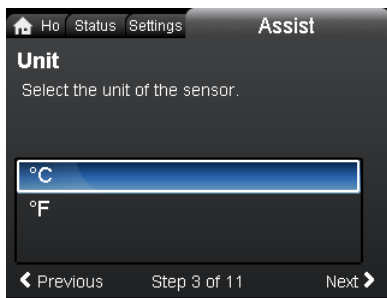 Ho Status Settings Assist
Unit
Select the unit of the sensor.
°C
°F
Previous Step 3 of 11 Next